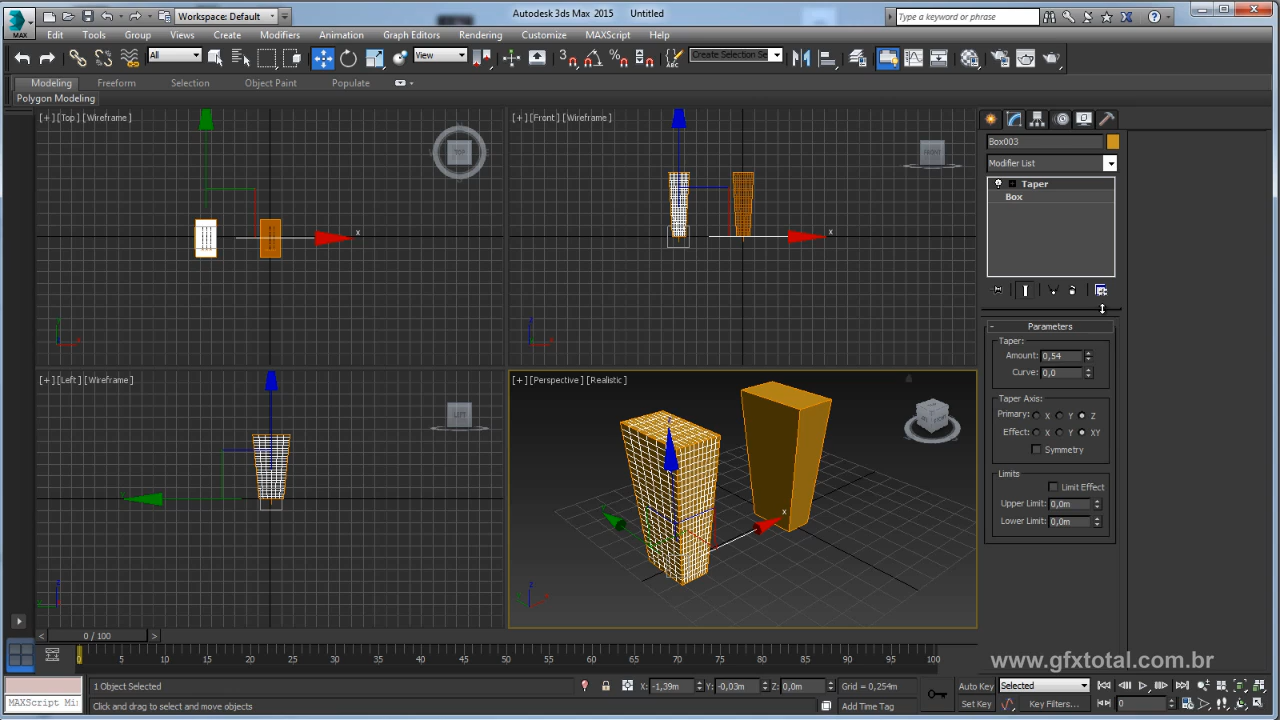 Workspace: Default
Autodesk 3ds Max 2015 Untitled
Type a keyword or phrase
MAX
Edit Tools Group Views Create Modifiers Animation Graph Editors Rendering Customize MAXScript Help
All
View
Create Selection Se
Modeling Freeform Selection Object Paint Populate
Polygon Modeling
[+] [Top] [Wireframe]
[+] [Front] [Wireframe]
TOP
FRONT
x
x
Box003
Modifier List
Taper
Box
Parameters
Taper:
Amount: 0,54
Curve: 0,0
Taper Axis:
Primary: X Y Z
Effect: X Y XY
Symmetry
Limits
Limit Effect
Upper Limit: 0,0m
Lower Limit: 0,0m
[+] [Left] [Wireframe]
[+] [Perspective] [Realistic]
LEFT
x
< 0 / 100 >
0 5 10 15 20 25 30 35 40 45 50 55 60 65 70 75 80 85 90 95 100
www.gfxtotal.com.br
1 Object Selected
X: -1,39m Y: -0,03m Z: 0,0m Grid = 0,254m
Auto Key Selected
MAXScript Mi
Click and drag to select and move objects
Add Time Tag
Set Key Key Filters... 0